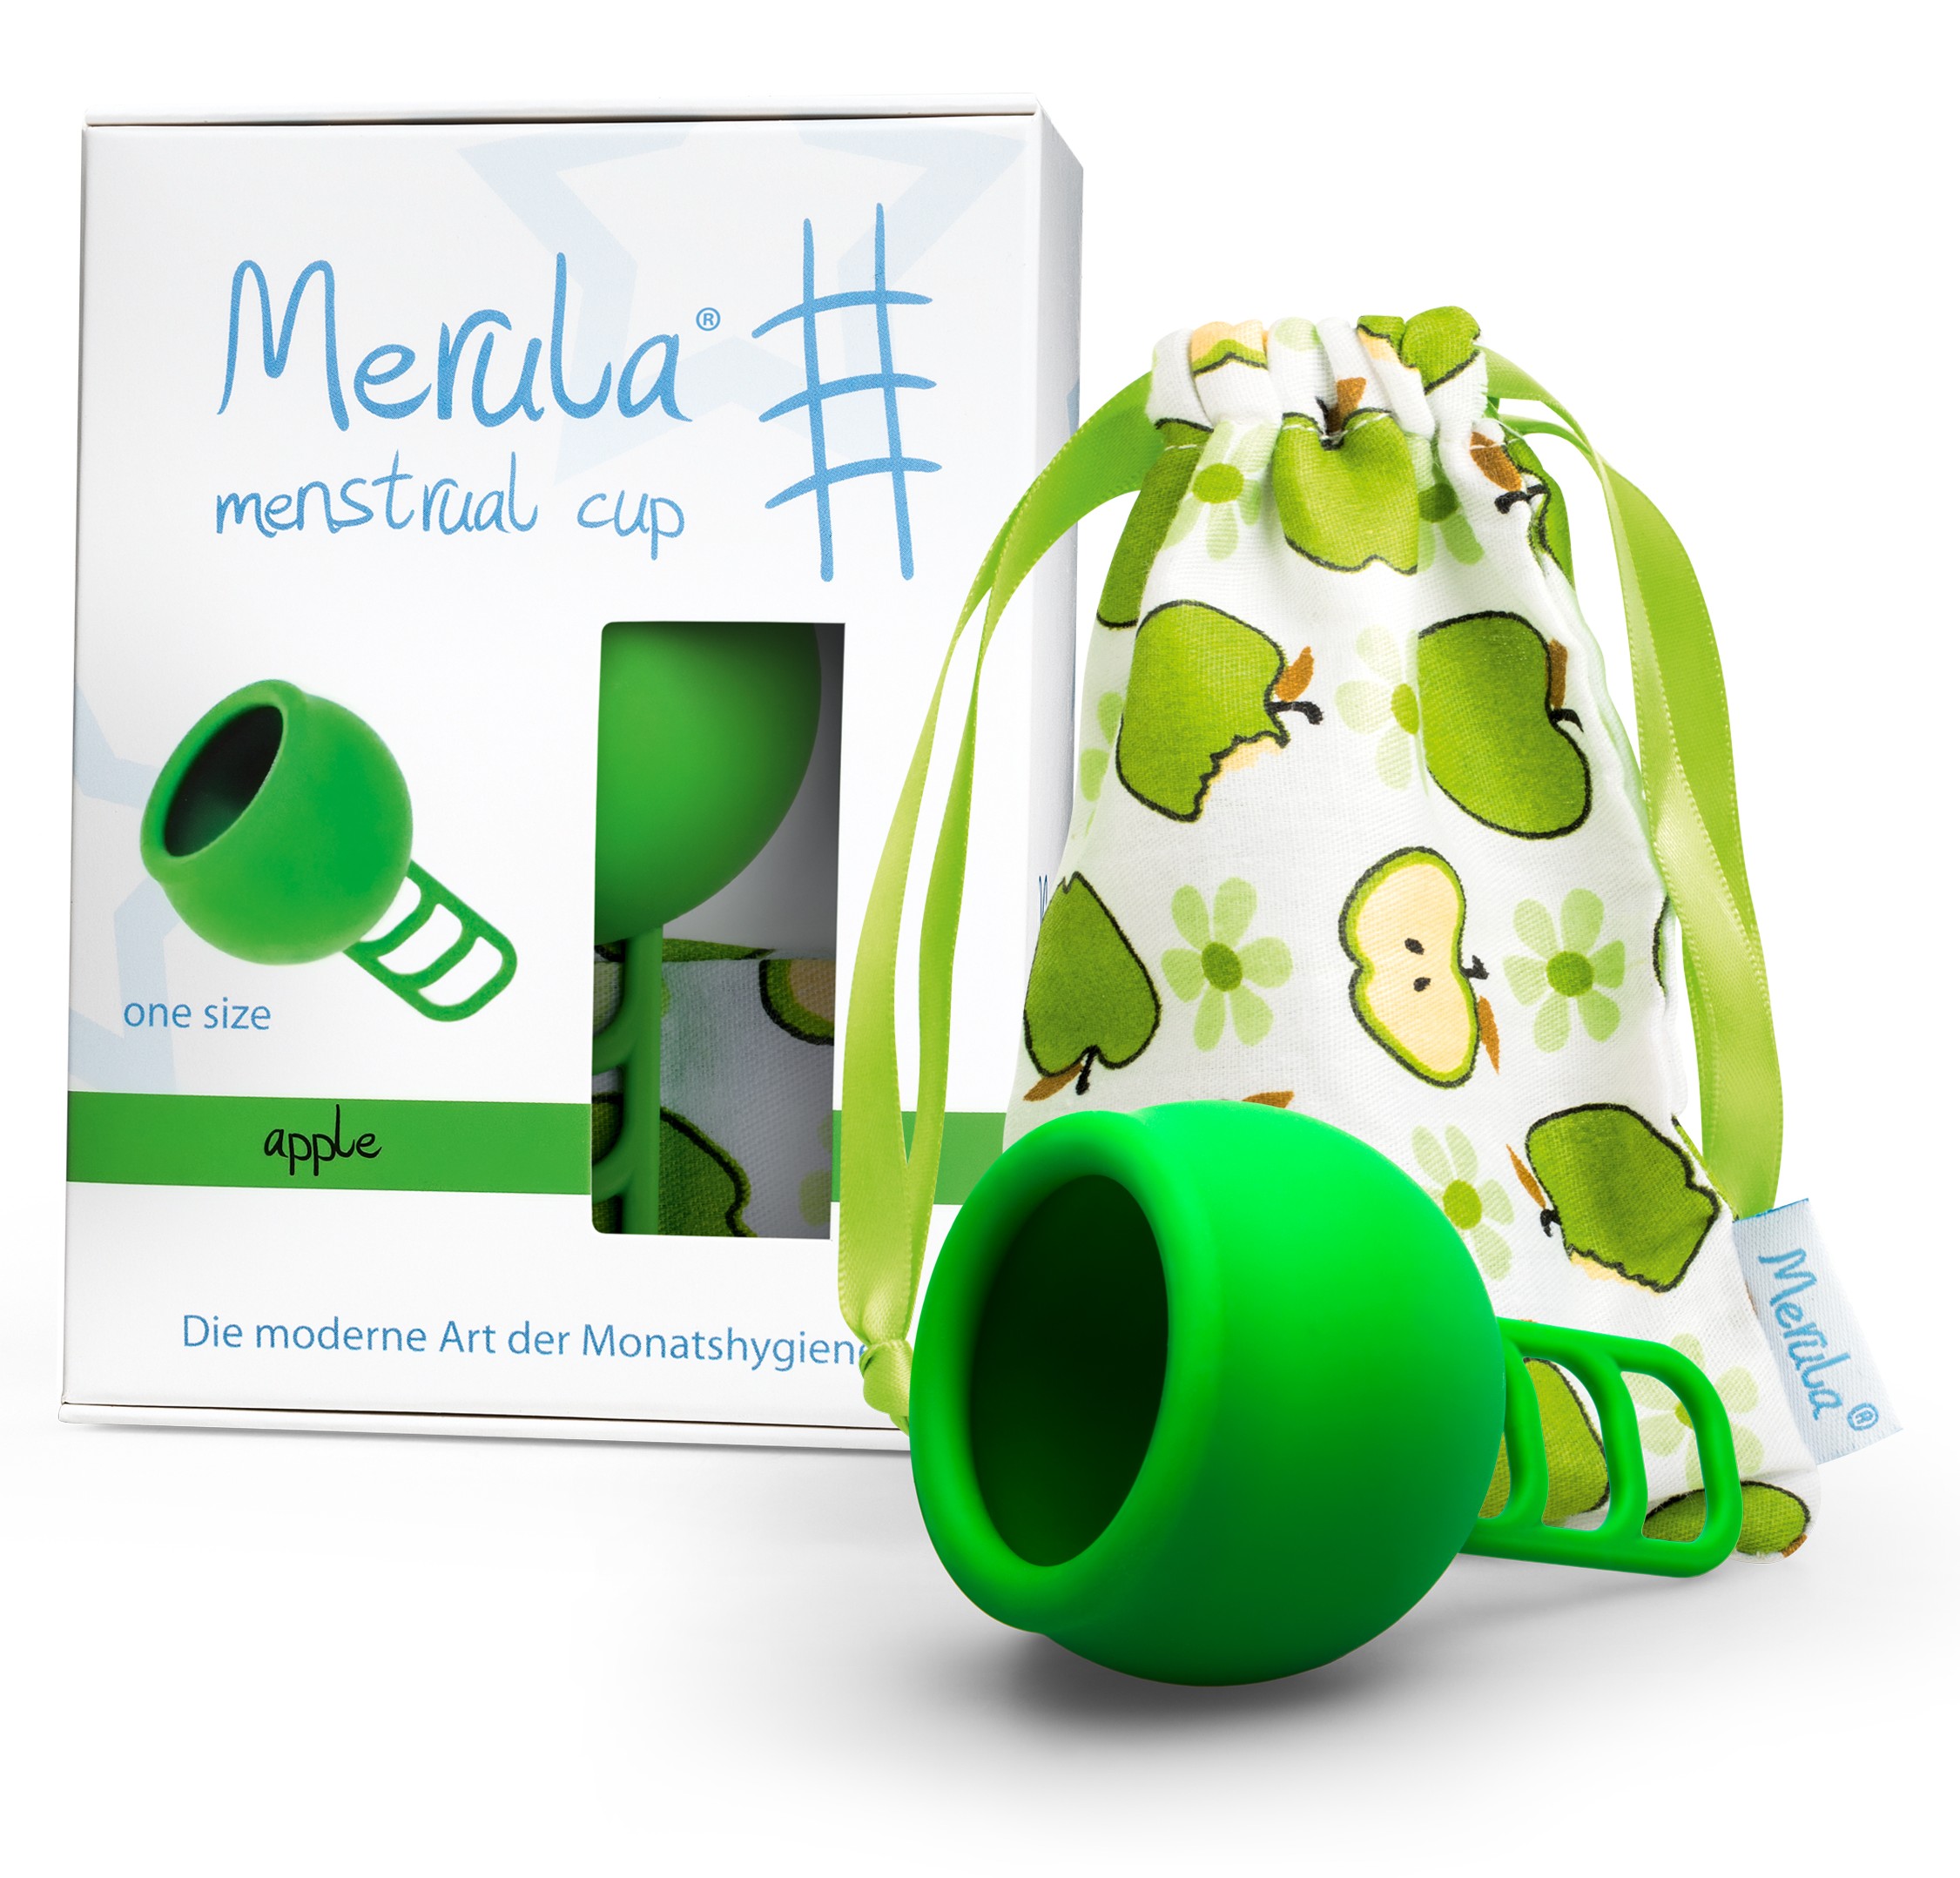 Merula®
menstrual cup
one size
apple
Die moderne Art der Monatshygiene
Merula®